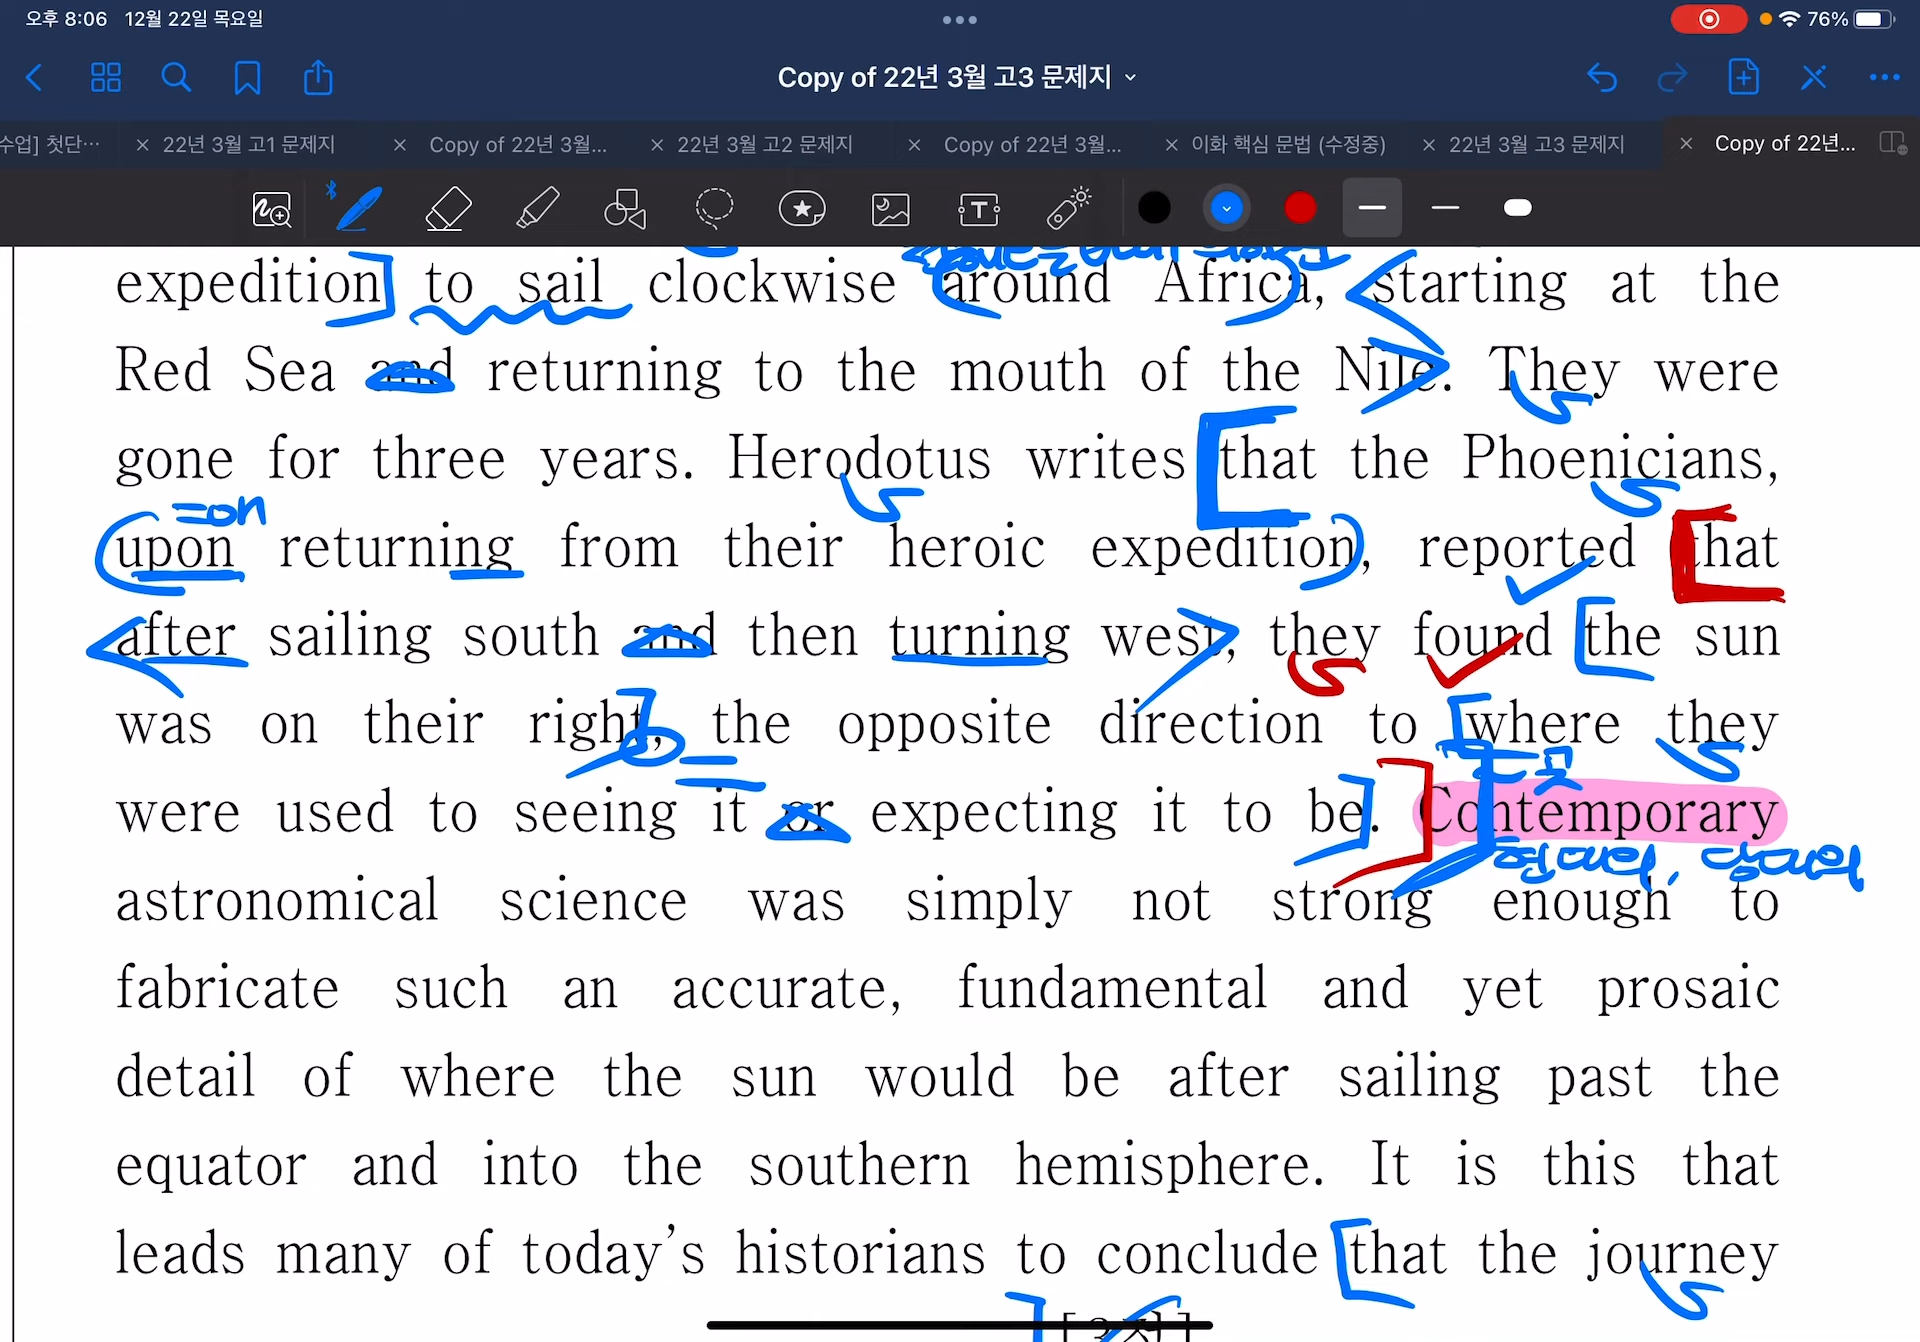 오후 8:06 12월 22일 목요일
76%
Copy of 22년 3월 고3 문제지
수업] 첫단… × 22년 3월 고1 문제지 × Copy of 22년 3월... × 22년 3월 고2 문제지 × Copy of 22년 3월... × 이화 핵심 문법 (수정중) × 22년 3월 고3 문제지 × Copy of 22년...
expedition] to sail clockwise (around Africa), <starting at the
Red Sea and returning to the mouth of the Nile>. They were
gone for three years. Herodotus writes [that the Phoenicians,
=on
(upon returning from their heroic expedition), reported [that
<after sailing south and then turning west>, they found [the sun
was on their right], the opposite direction to [where they
were used to seeing it or expecting it to be]. Contemporary
현대의, 당대의
astronomical science was simply not strong enough to
fabricate such an accurate, fundamental and yet prosaic
detail of where the sun would be after sailing past the
equator and into the southern hemisphere. It is this that
leads many of today's historians to conclude [that the journey